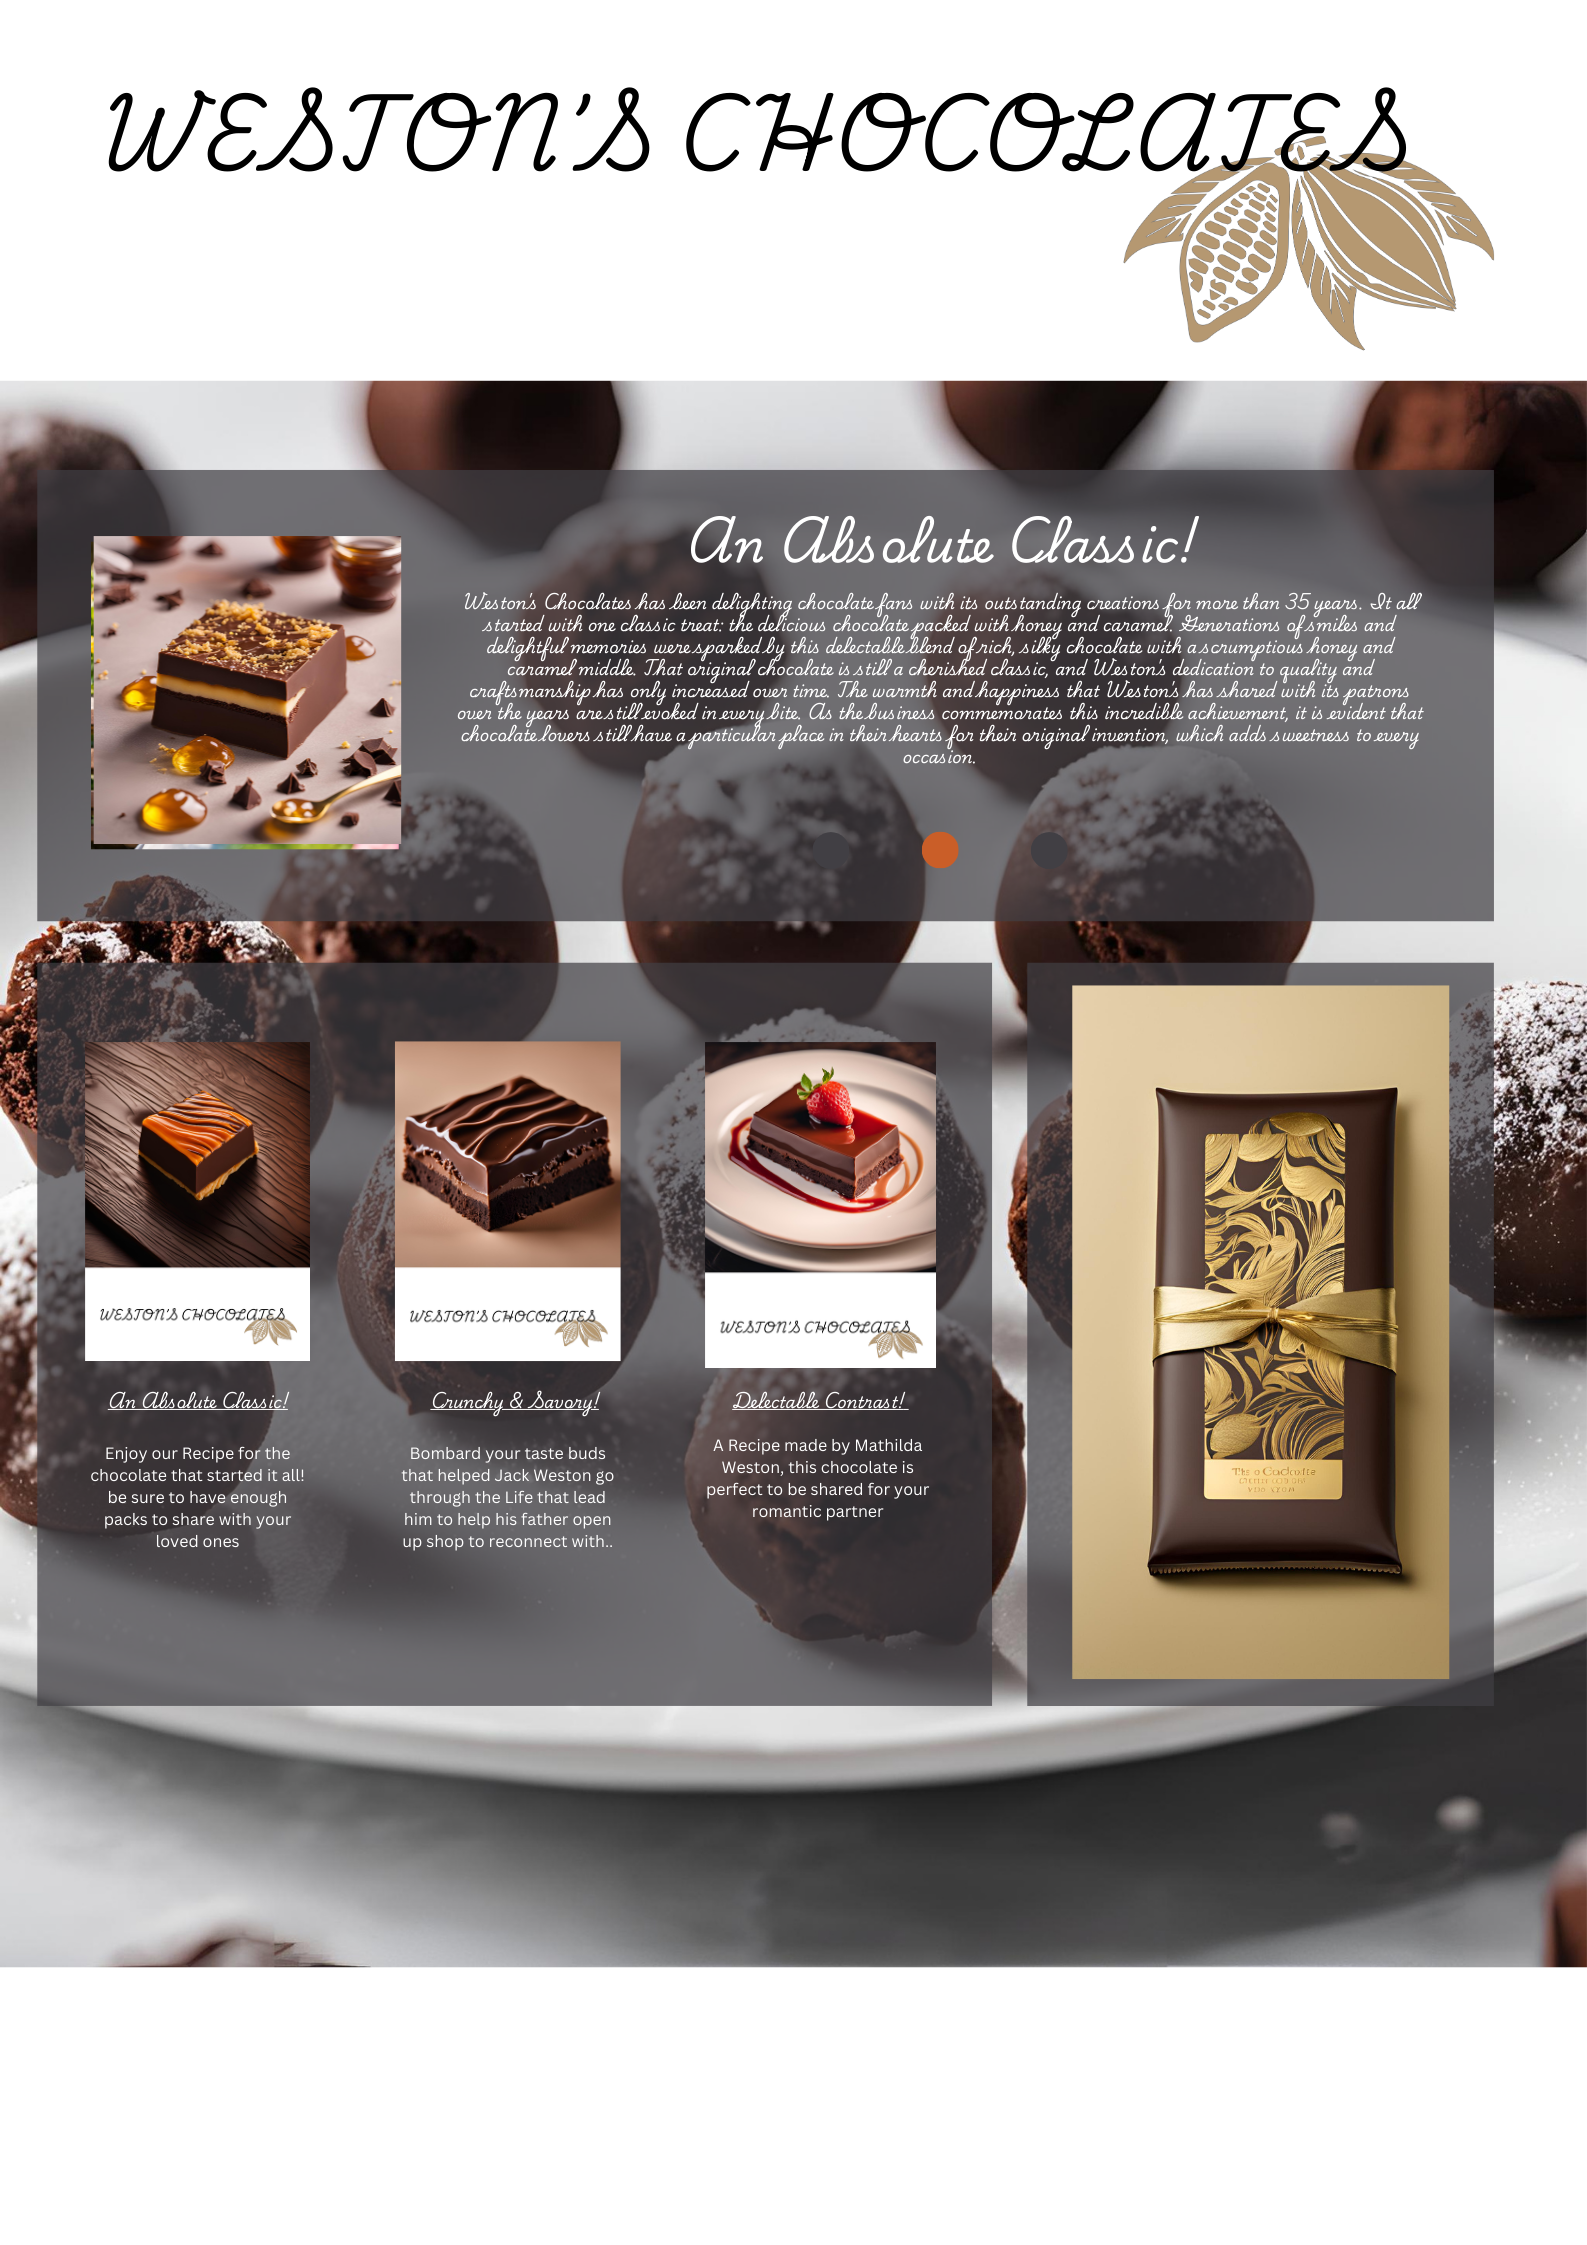 WESTON'S CHOCOLATES
An Absolute Classic!
Weston's Chocolates has been delighting chocolate fans with its outstanding creations for more than 35 years. It all
started with one classic treat: the delicious chocolate packed with honey and caramel. Generations of smiles and
delightful memories were sparked by this delectable blend of rich, silky chocolate with a scrumptious honey and
caramel middle. That original chocolate is still a cherished classic, and Weston's dedication to quality and
craftsmanship has only increased over time. The warmth and happiness that Weston's has shared with its patrons
over the years are still evoked in every bite. As the business commemorates this incredible achievement, it is evident that
chocolate lovers still have a particular place in their hearts for their original invention, which adds sweetness to every
occasion.
WESTON'S CHOCOLATES
An Absolute Classic!
Enjoy our Recipe for the
chocolate that started it all!
be sure to have enough
packs to share with your
loved ones
WESTON'S CHOCOLATES
Crunchy & Savory!
Bombard your taste buds
that helped Jack Weston go
through the Life that lead
him to help his father open
up shop to reconnect with..
WESTON'S CHOCOLATES
Delectable Contrast!
A Recipe made by Mathilda
Weston, this chocolate is
perfect to be shared for your
romantic partner